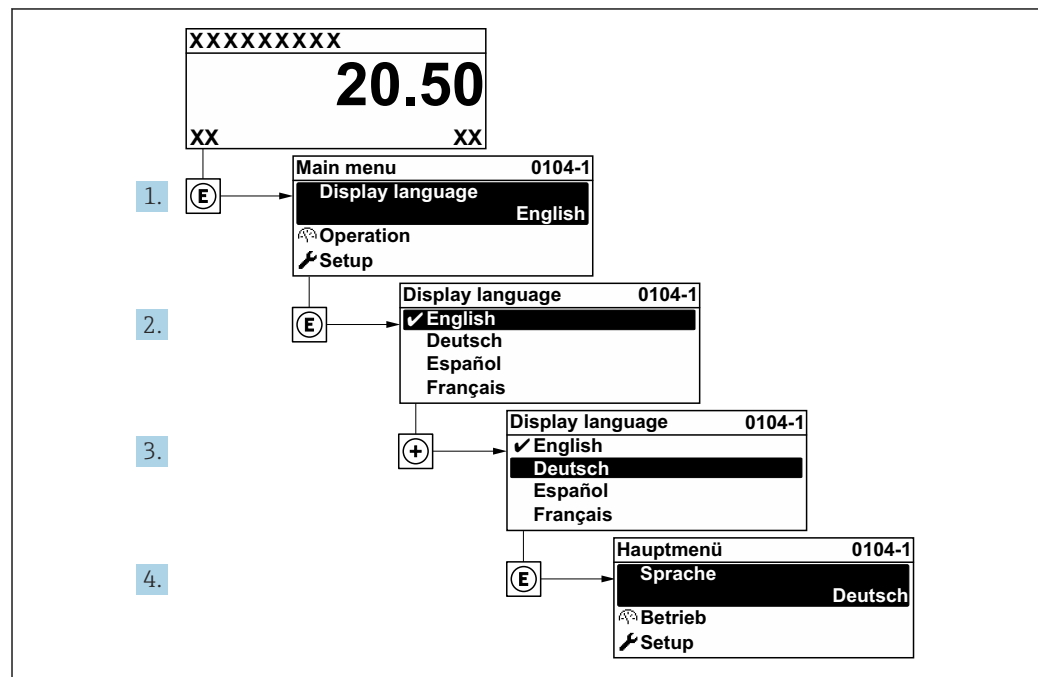 XXXXXXXXX
20.50
XX XX
1. E
Main menu 0104-1
Display language
English
Operation
Setup
2. E
Display language 0104-1
✔English
Deutsch
Español
Français
3. +
Display language 0104-1
✔English
Deutsch
Español
Français
4. E
Hauptmenü 0104-1
Sprache
Deutsch
Betrieb
Setup